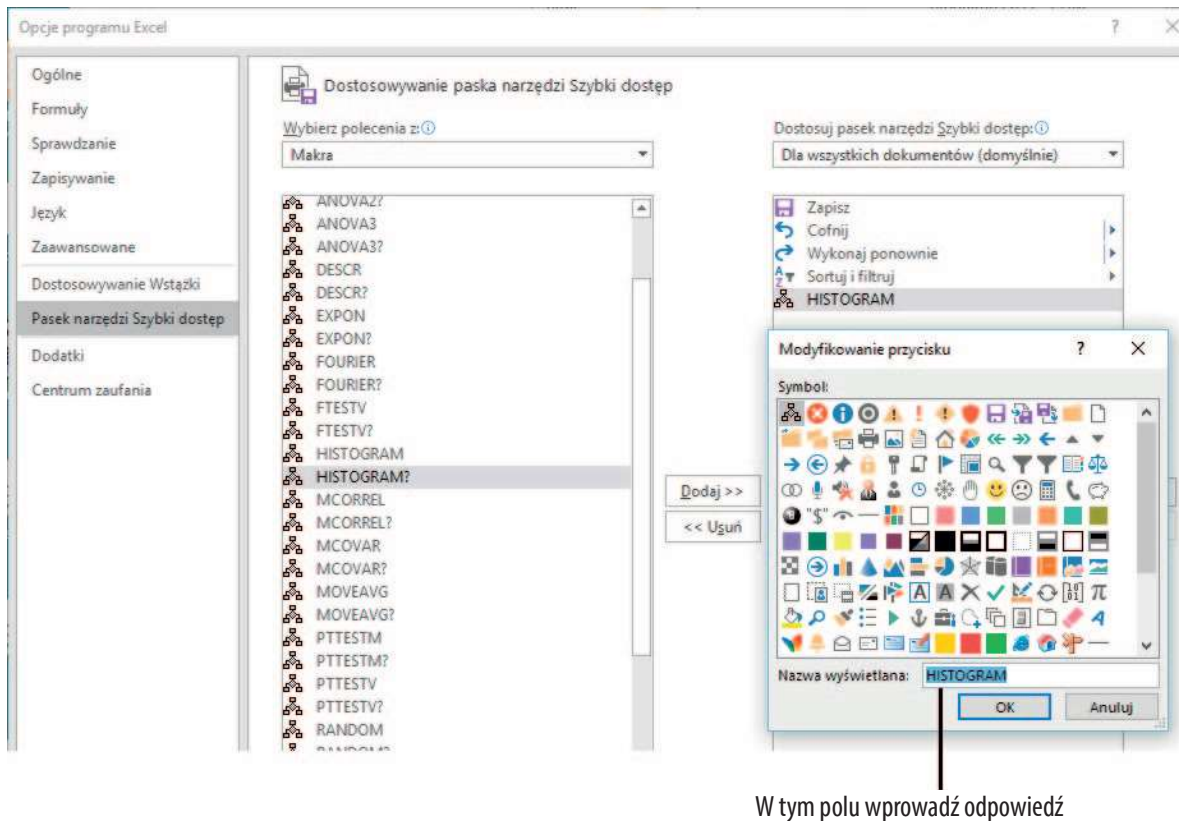 Opcje programu Excel
?
Ogólne
Formuły
Sprawdzanie
Zapisywanie
Język
Zaawansowane
Dostosowywanie Wstążki
Pasek narzędzi Szybki dostęp
Dodatki
Centrum zaufania
Dostosowywanie paska narzędzi Szybki dostęp
Wybierz polecenia z:
Makra
ANOVA2?
ANOVA3
ANOVA3?
DESCR
DESCR?
EXPON
EXPON?
FOURIER
FOURIER?
FTESTV
FTESTV?
HISTOGRAM
HISTOGRAM?
MCORREL
MCORREL?
MCOVAR
MCOVAR?
MOVEAVG
MOVEAVG?
PTTESTM
PTTESTM?
PTTESTV
PTTESTV?
RANDOM
RANDOM?
Dodaj >>
<< Usuń
Dostosuj pasek narzędzi Szybki dostęp:
Dla wszystkich dokumentów (domyślnie)
Zapisz
Cofnij
Wykonaj ponownie
Sortuj i filtruj
HISTOGRAM
Modyfikowanie przycisku
?
Symbol:
Nazwa wyświetlana: HISTOGRAM
OK Anuluj
W tym polu wprowadź odpowiedź